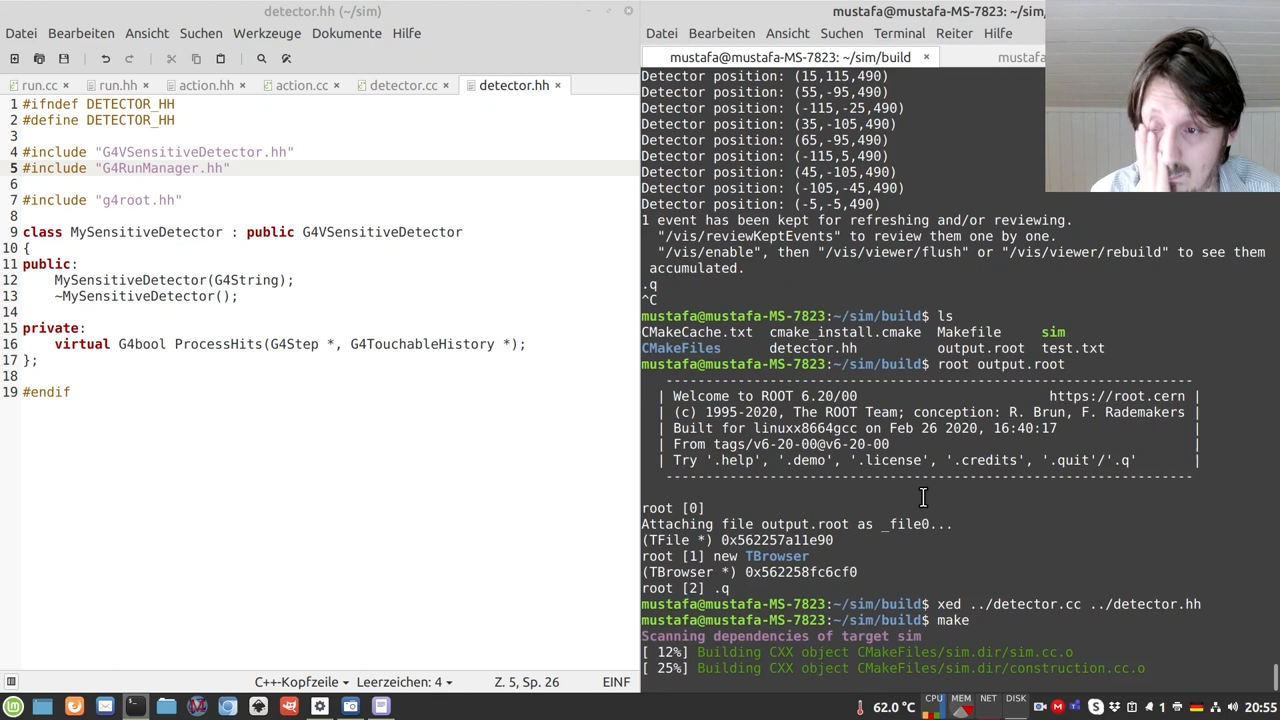 detector.hh (~/sim)
Datei Bearbeiten Ansicht Suchen Werkzeuge Dokumente Hilfe
run.cc × run.hh × action.hh × action.cc × detector.cc × detector.hh ×
1 #ifndef DETECTOR_HH
2 #define DETECTOR_HH
3
4 #include "G4VSensitiveDetector.hh"
5 #include "G4RunManager.hh"
6
7 #include "g4root.hh"
8
9 class MySensitiveDetector : public G4VSensitiveDetector
10 {
11 public:
12     MySensitiveDetector(G4String);
13     ~MySensitiveDetector();
14
15 private:
16     virtual G4bool ProcessHits(G4Step *, G4TouchableHistory *);
17 };
18
19 #endif
C++-Kopfzeile Leerzeichen: 4 Z. 5, Sp. 26 EINF
mustafa@mustafa-MS-7823: ~/sim/
Datei Bearbeiten Ansicht Suchen Terminal Reiter Hilfe
mustafa@mustafa-MS-7823: ~/sim/build × mustafa@
Detector position: (15,115,490)
Detector position: (55,-95,490)
Detector position: (-115,-25,490)
Detector position: (35,-105,490)
Detector position: (65,-95,490)
Detector position: (-115,5,490)
Detector position: (45,-105,490)
Detector position: (-105,-45,490)
Detector position: (-5,-5,490)
1 event has been kept for refreshing and/or reviewing.
"/vis/reviewKeptEvents" to review them one by one.
"/vis/enable", then "/vis/viewer/flush" or "/vis/viewer/rebuild" to see them
accumulated.
.q
^C
mustafa@mustafa-MS-7823:~/sim/build$ ls
CMakeCache.txt cmake_install.cmake Makefile sim
CMakeFiles detector.hh output.root test.txt
mustafa@mustafa-MS-7823:~/sim/build$ root output.root
------------------------------------------------------------------
| Welcome to ROOT 6.20/00 https://root.cern |
| (c) 1995-2020, The ROOT Team; conception: R. Brun, F. Rademakers |
| Built for linuxx8664gcc on Feb 26 2020, 16:40:17 |
| From tags/v6-20-00@v6-20-00 |
| Try '.help', '.demo', '.license', '.credits', '.quit'/'.q' |
------------------------------------------------------------------
root [0]
Attaching file output.root as _file0...
(TFile *) 0x562257a11e90
root [1] new TBrowser
(TBrowser *) 0x562258fc6cf0
root [2] .q
mustafa@mustafa-MS-7823:~/sim/build$ xed ../detector.cc ../detector.hh
mustafa@mustafa-MS-7823:~/sim/build$ make
Scanning dependencies of target sim
[ 12%] Building CXX object CMakeFiles/sim.dir/sim.cc.o
[ 25%] Building CXX object CMakeFiles/sim.dir/construction.cc.o
62.0 °C CPU MEM NET DISK 1 20:55